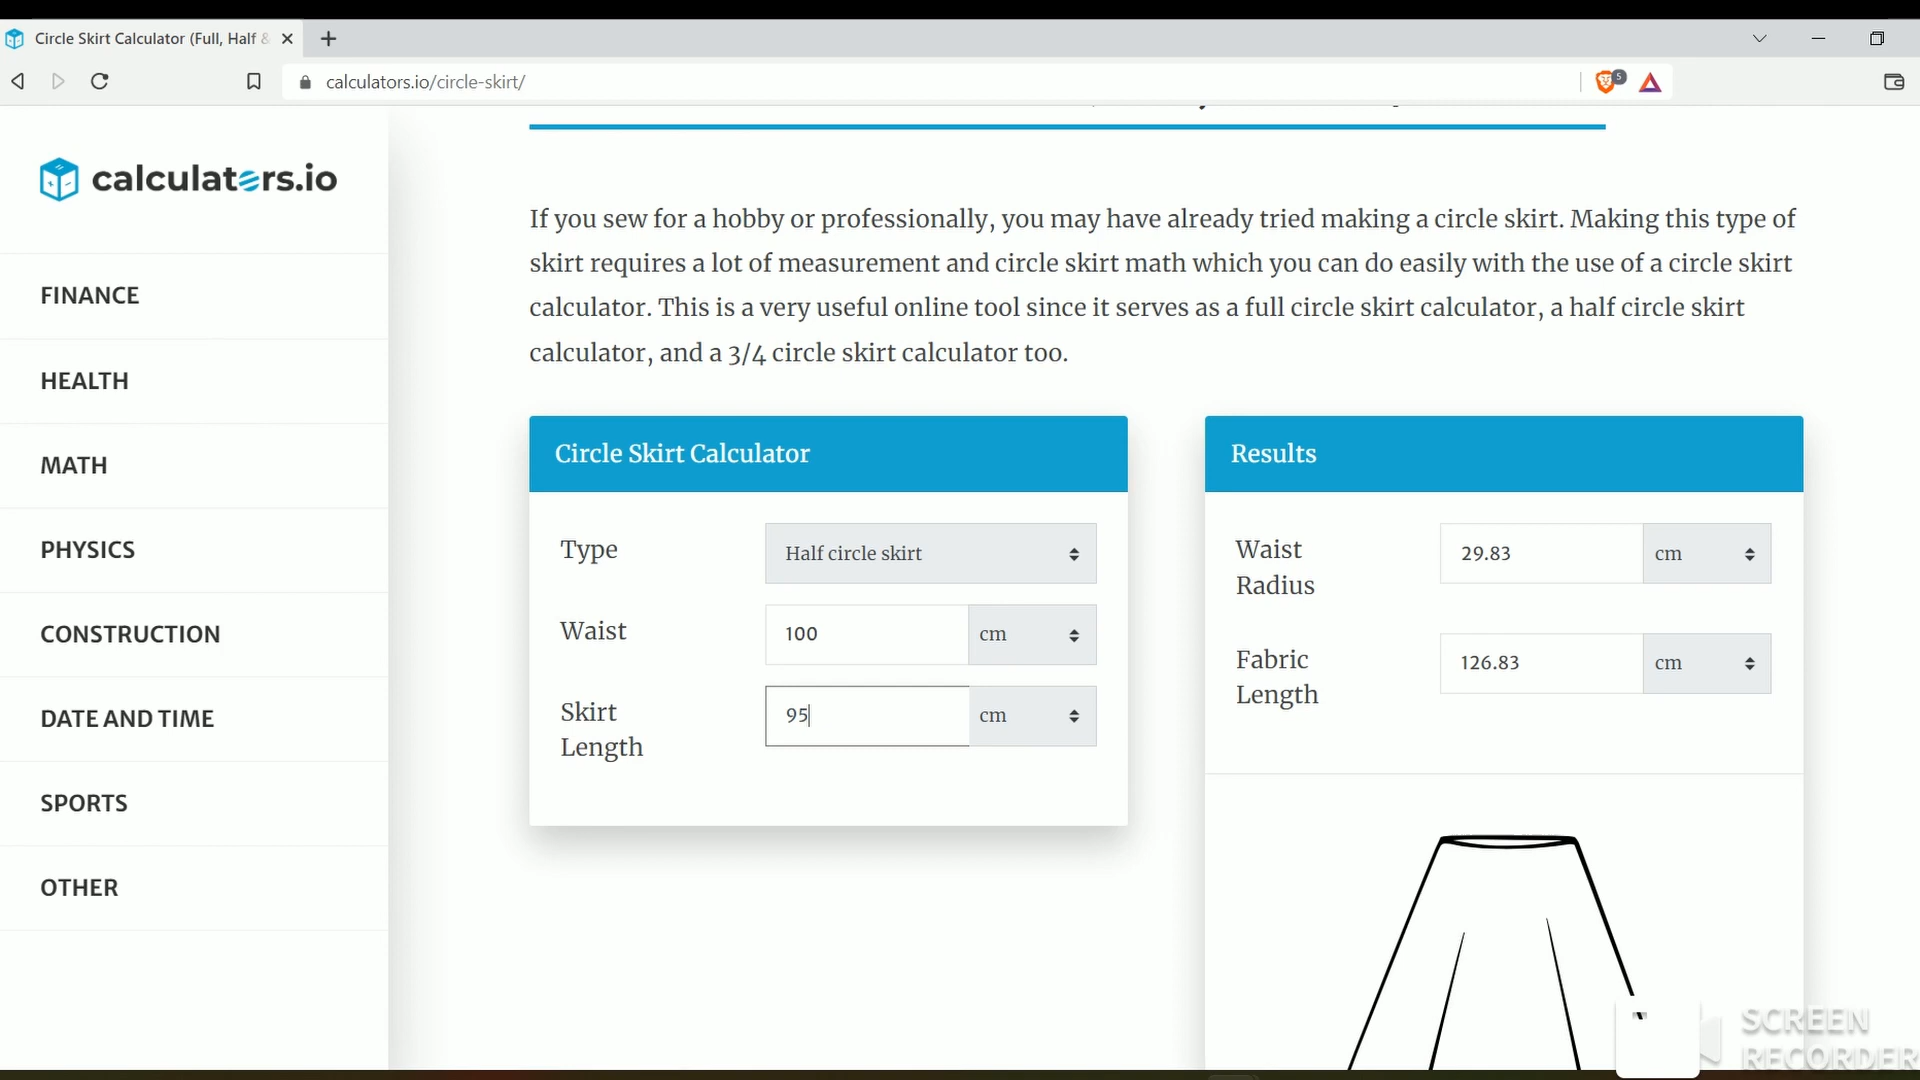 Circle Skirt Calculator (Full, Half &
calculators.io/circle-skirt/
5
calculators.io
FINANCE
HEALTH
MATH
PHYSICS
CONSTRUCTION
DATE AND TIME
SPORTS
OTHER
If you sew for a hobby or professionally, you may have already tried making a circle skirt. Making this type of
skirt requires a lot of measurement and circle skirt math which you can do easily with the use of a circle skirt
calculator. This is a very useful online tool since it serves as a full circle skirt calculator, a half circle skirt
calculator, and a 3/4 circle skirt calculator too.
Circle Skirt Calculator
Type
Half circle skirt
Waist
100
cm
Skirt
Length
95
cm
Results
Waist
Radius
29.83
cm
Fabric
Length
126.83
cm
SCREEN
RECORDER